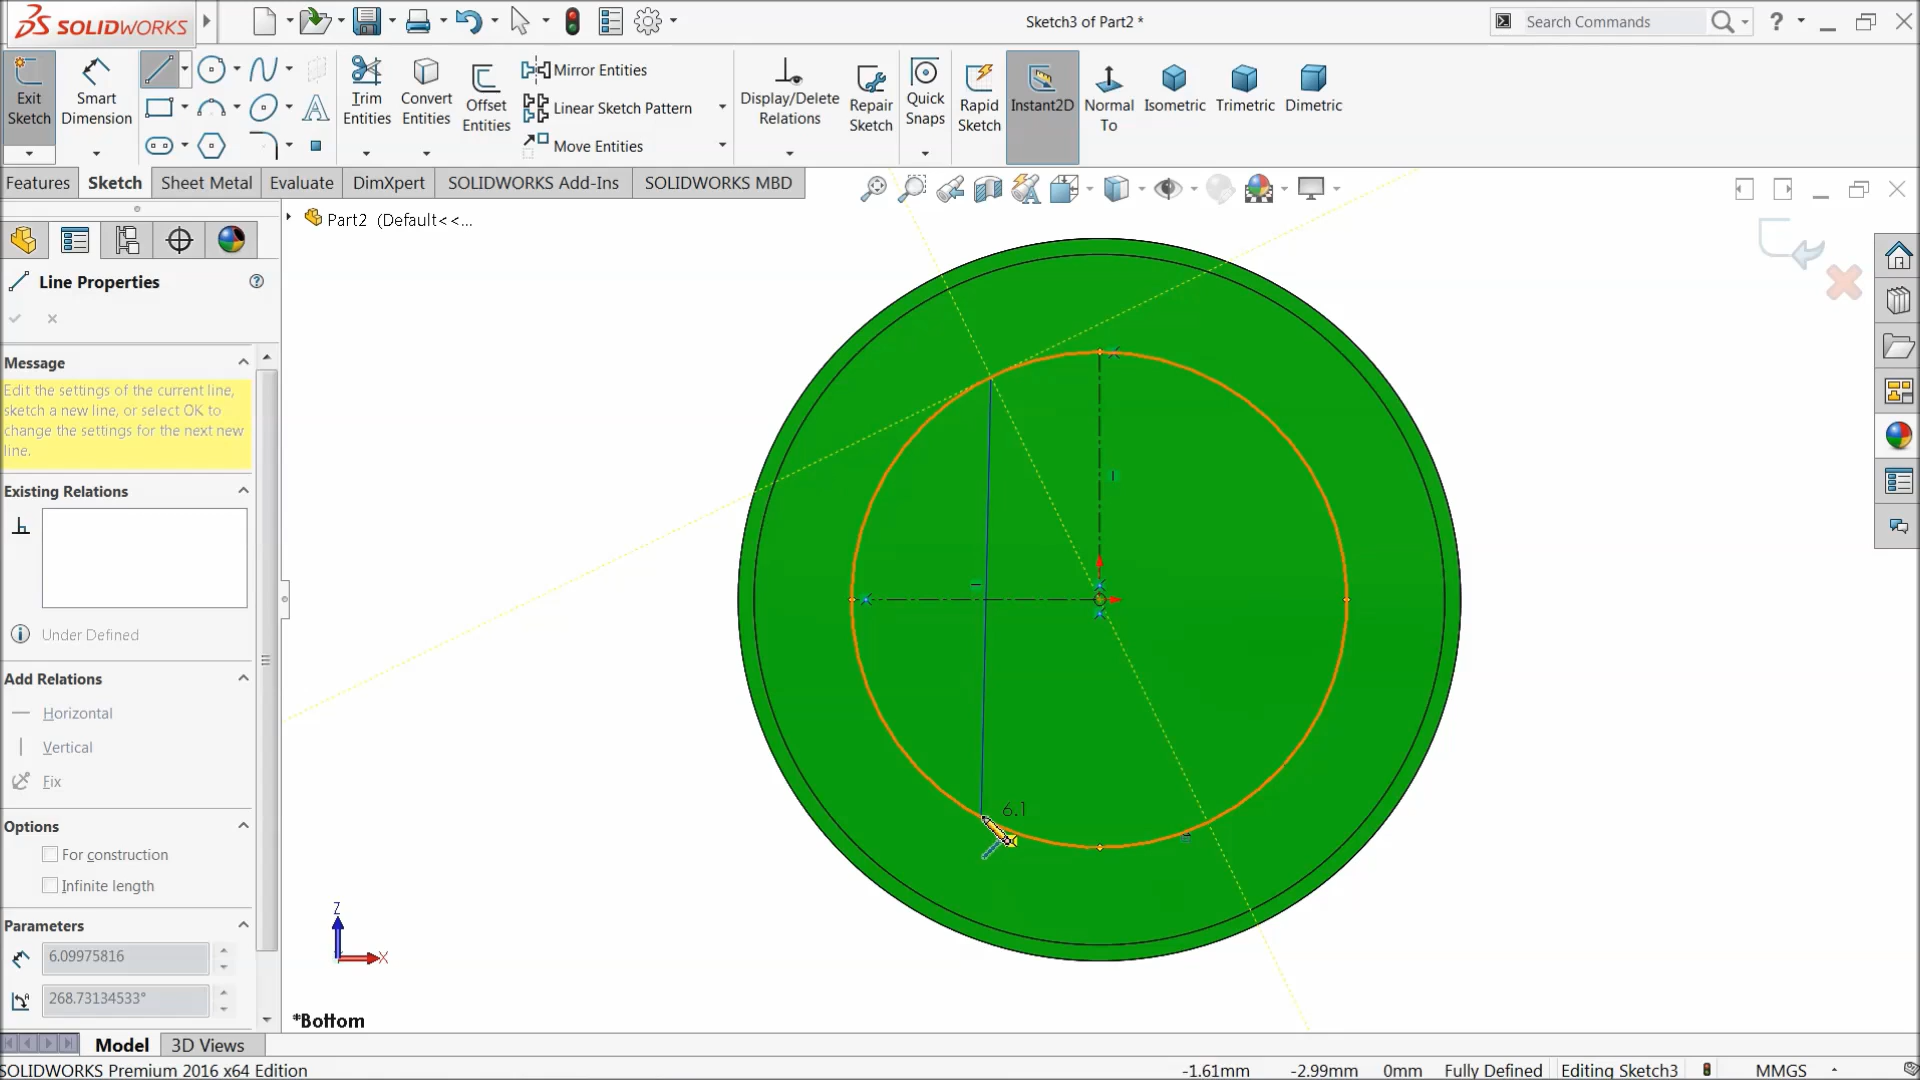 SOLIDWORKS
Sketch3 of Part2 *
Search Commands
Exit Sketch
Smart Dimension
Trim Entities
Convert Entities
Offset Entities
Mirror Entities
Linear Sketch Pattern
Move Entities
Display/Delete Relations
Repair Sketch
Quick Snaps
Rapid Sketch
Instant2D
Normal To
Isometric
Trimetric
Dimetric
Features
Sketch
Sheet Metal
Evaluate
DimXpert
SOLIDWORKS Add-Ins
SOLIDWORKS MBD
Part2 (Default<<...
Line Properties
Message
Edit the settings of the current line,
sketch a new line, or select OK to
change the settings for the next new
line.
Existing Relations
Under Defined
Add Relations
Horizontal
Vertical
Fix
Options
For construction
Infinite length
Parameters
6.09975816
268.73134533°
6.1
Z
X
*Bottom
Model
3D Views
SOLIDWORKS Premium 2016 x64 Edition
-1.61mm
-2.99mm
0mm
Fully Defined
Editing Sketch3
MMGS